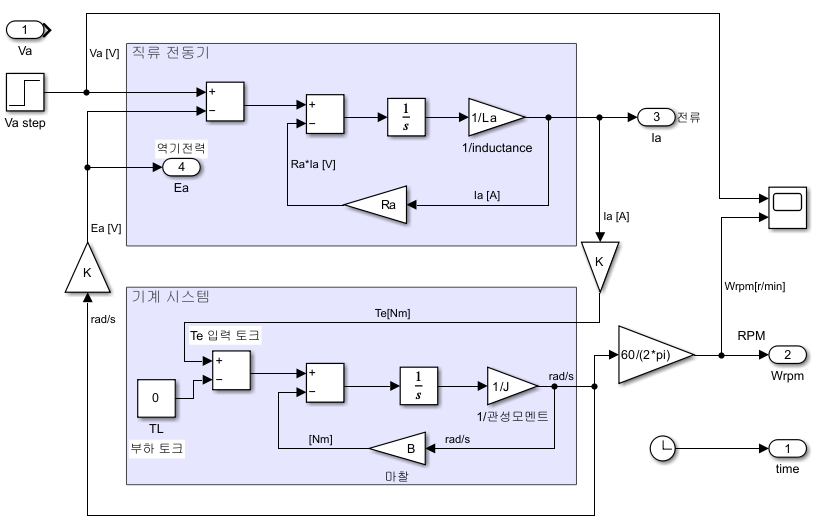 1
Va
Va [V]
직류 전동기
Va step
+
−
+
−
1
s
1/La
1/inductance
3
전류
Ia
역기전력
4
Ea
Ra*Ia [V]
Ra
Ia [A]
Ia [A]
Ea [V]
K
K
rad/s
Wrpm[r/min]
기계 시스템
Te[Nm]
Te 입력 토크
+
−
+
−
1
s
1/J
1/관성모멘트
rad/s
60/(2*pi)
RPM
2
Wrpm
0
TL
부하 토크
[Nm]
B
rad/s
마찰
1
time